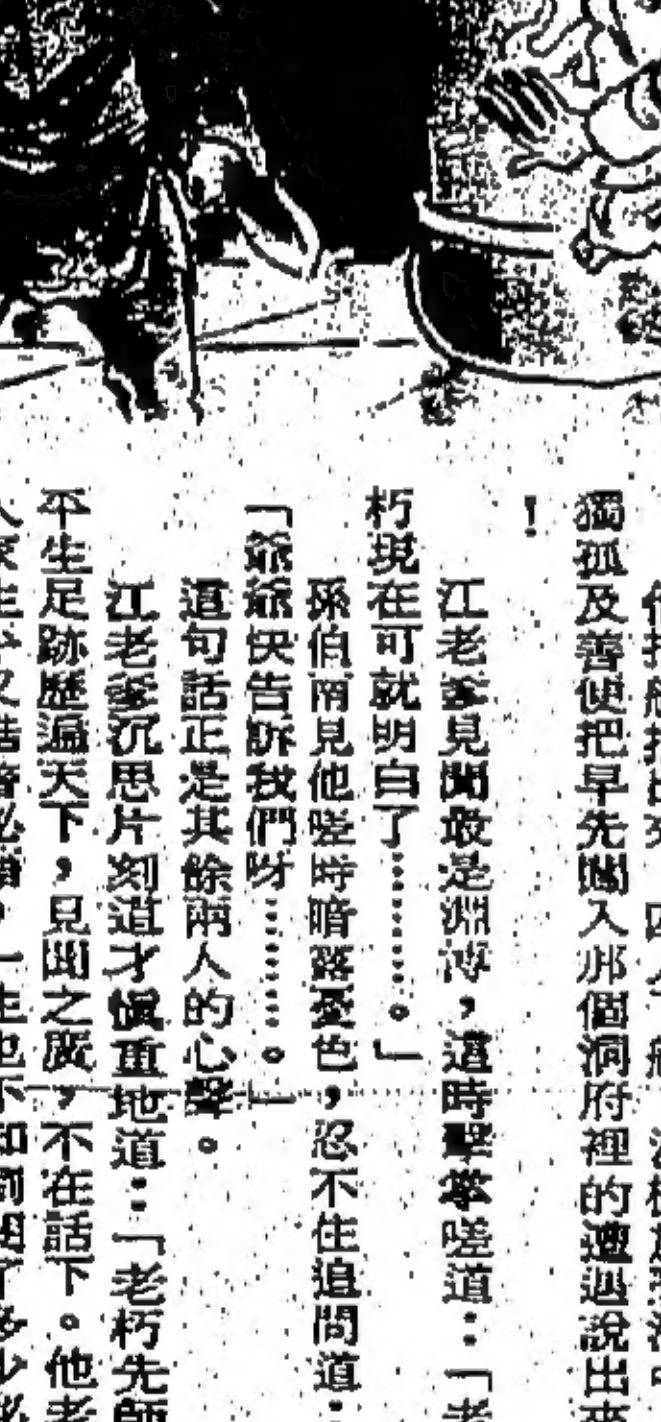 獨孤及善便把早先闖入那個洞府裡的遭遇說出來
！
江老爹見聞最是淵博，這時擊掌嗟道：「老
朽現在可就明白了………。」
孫伯南見他嗟時暗露憂色，忍不住追問道：
「爺爺快告訴我們呀………。」
這句話正是其餘兩人的心聲。
江老爹沉思片刻道才慎重地道：「老朽先師
平生足跡歷遍天下，見聞之廣，不在話下。他老